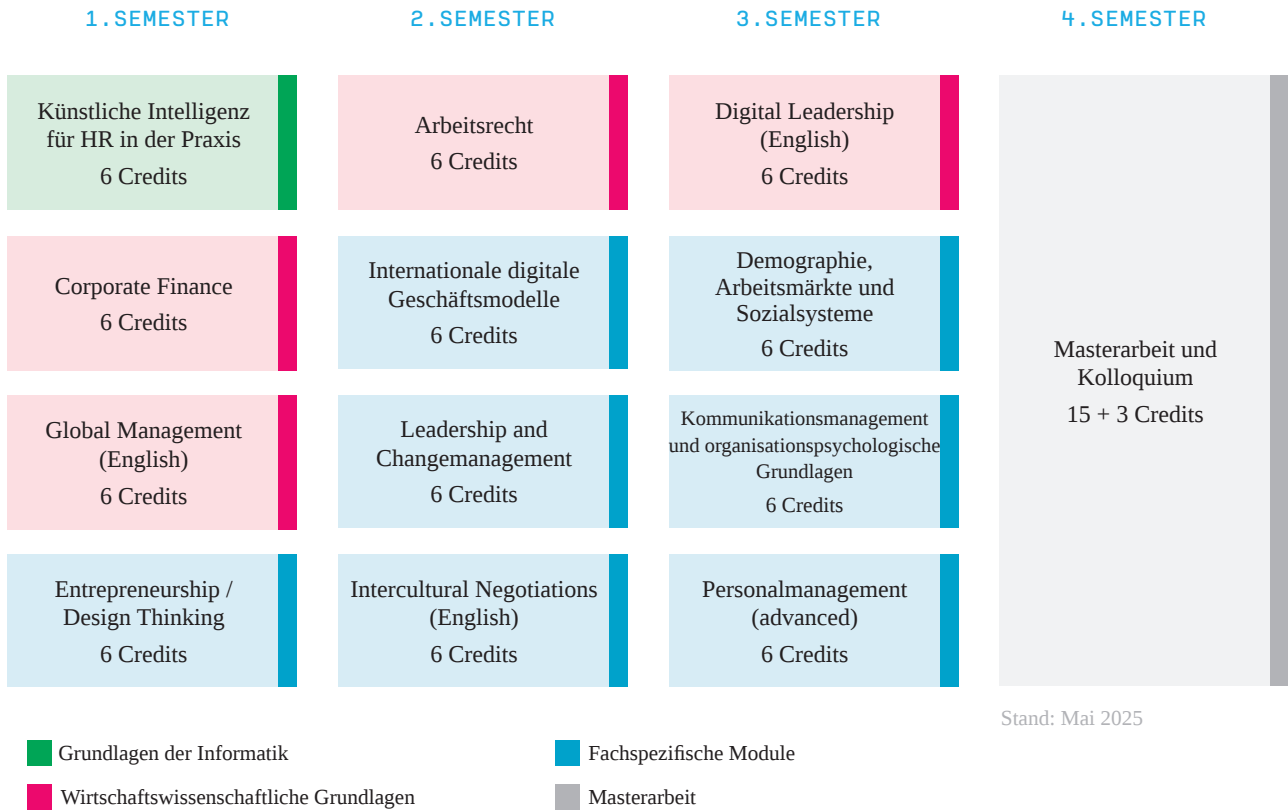 1.SEMESTER
2.SEMESTER
3.SEMESTER
4.SEMESTER
Künstliche Intelligenz
für HR in der Praxis
6 Credits
Corporate Finance
6 Credits
Global Management
(English)
6 Credits
Entrepreneurship /
Design Thinking
6 Credits
Arbeitsrecht
6 Credits
Internationale digitale
Geschäftsmodelle
6 Credits
Leadership and
Changemanagement
6 Credits
Intercultural Negotiations
(English)
6 Credits
Digital Leadership
(English)
6 Credits
Demographie,
Arbeitsmärkte und
Sozialsysteme
6 Credits
Kommunikationsmanagement
und organisationspsychologische
Grundlagen
6 Credits
Personalmanagement
(advanced)
6 Credits
Masterarbeit und
Kolloquium
15 + 3 Credits
Stand: Mai 2025
Grundlagen der Informatik
Wirtschaftswissenschaftliche Grundlagen
Fachspezifische Module
Masterarbeit